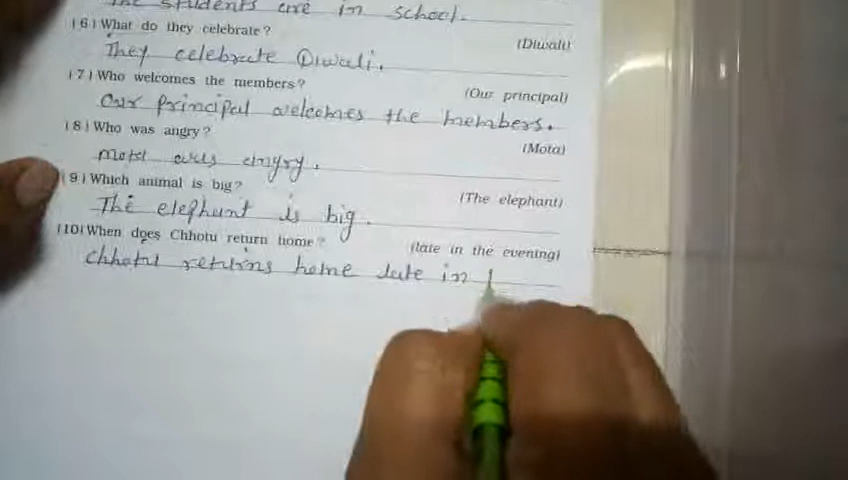 The students are in school.
(6) What do they celebrate? (Diwali)
They celebrate Diwali.
(7) Who welcomes the members? (Our principal)
Our principal welcomes the members.
(8) Who was angry? (Mota)
Mota was angry.
(9) Which animal is big? (The elephant)
The elephant is big.
(10) When does Chhotu return home? (late in the evening)
Chhotu returns home late in